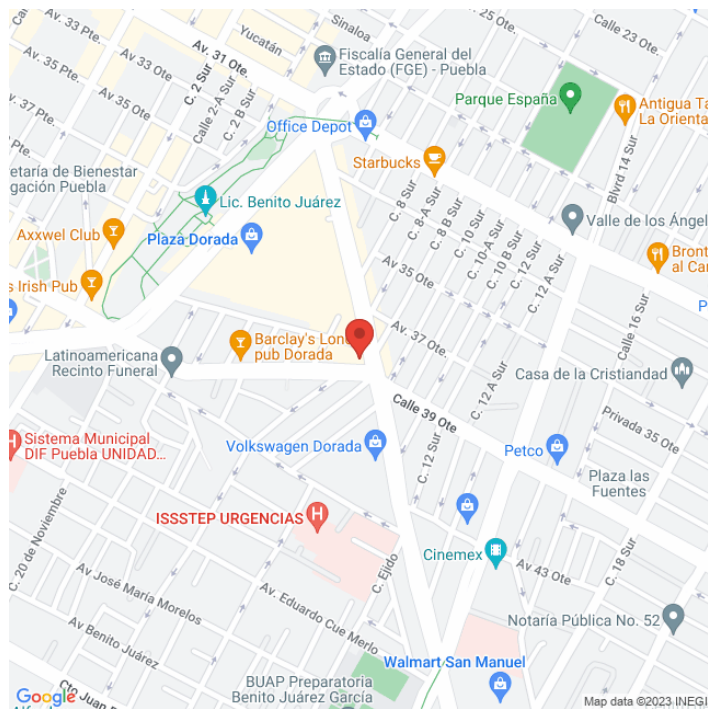 Av. 33 Pte.
Yucatán
Sinaloa
Av. 25 Ote.
Calle 23 Ote.
Av. 31 Ote.
Av. 35 Pte.
Av. 33 Ote
C. 2 Sur
Fiscalía General del
Estado (FGE) - Puebla
Av. 37 Pte.
Av. 35 Ote
Calle 2-A Sur
C. 2 B Sur
Parque España
Antigua Ta
La Orienta
Office Depot
Starbucks
etaría de Bienestar
gación Puebla
Lic. Benito Juárez
Blvrd 14 Sur
Axxwel Club
Plaza Dorada
C. 8 Sur
C. 8-A Sur
C. 8 B Sur
C. 10 Sur
C. 10-A Sur
C. 10 B Sur
C. 12 Sur
C. 12 A Sur
Valle de los Ángel
Bront
al Car
s Irish Pub
Av. 35 Ote.
P
Av. 37 Ote.
Calle 16 Sur
Barclay's Lon
pub Dorada
Latinoamericana
Recinto Funeral
C. 12 A Sur
Casa de la Cristiandad
Calle 39 Ote
Privada 35 Ote
Sistema Municipal
DIF Puebla UNIDAD...
Volkswagen Dorada
C. 12 Sur
Petco
Plaza las
Fuentes
C. 20 de Noviembre
ISSSTEP URGENCIAS
Cinemex
Av 43 Ote
C. 18 Sur
Av José María Morelos
C. Ejido
Av. Eduardo Cue Merlo
Notaría Pública No. 52
Av Benito Juárez
Walmart San Manuel
BUAP Preparatoria
Benito Juárez García
Cto Juan
Google
Map data ©2023 INEGI